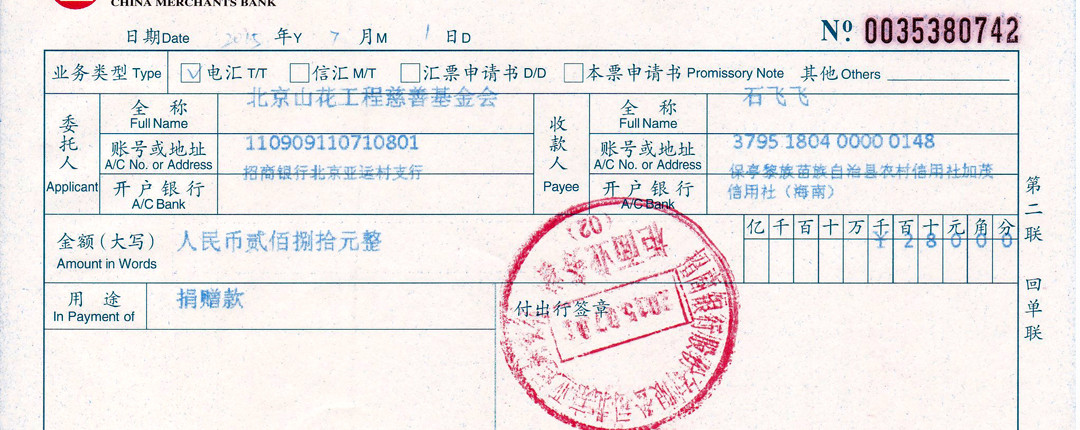 CHINA MERCHANTS BANK
日期Date 2015 年Y 7 月M 1 日D
№ 0035380742
业务类型 Type √ 电汇 T/T 信汇 M/T 汇票申请书 D/D 本票申请书 Promissory Note 其他 Others
委托人 Applicant
全称 Full Name 北京山花工程慈善基金会
账号或地址 A/C No. or Address 110909110710801
开户银行 A/C Bank 招商银行北京亚运村支行
收款人 Payee
全称 Full Name 石飞飞
账号或地址 A/C No. or Address 3795 1804 0000 0148
开户银行 A/C Bank 保亭黎族苗族自治县农村信用社加茂
信用社（海南）
金额（大写） 人民币贰佰捌拾元整
Amount in Words
亿 千 百 十 万 千 百 十 元 角 分
¥ 2 8 0 0 0
用途 捐赠款
In Payment of
付出行签章
柜面业务章
(02)
2015.07.01
第二联 回单联